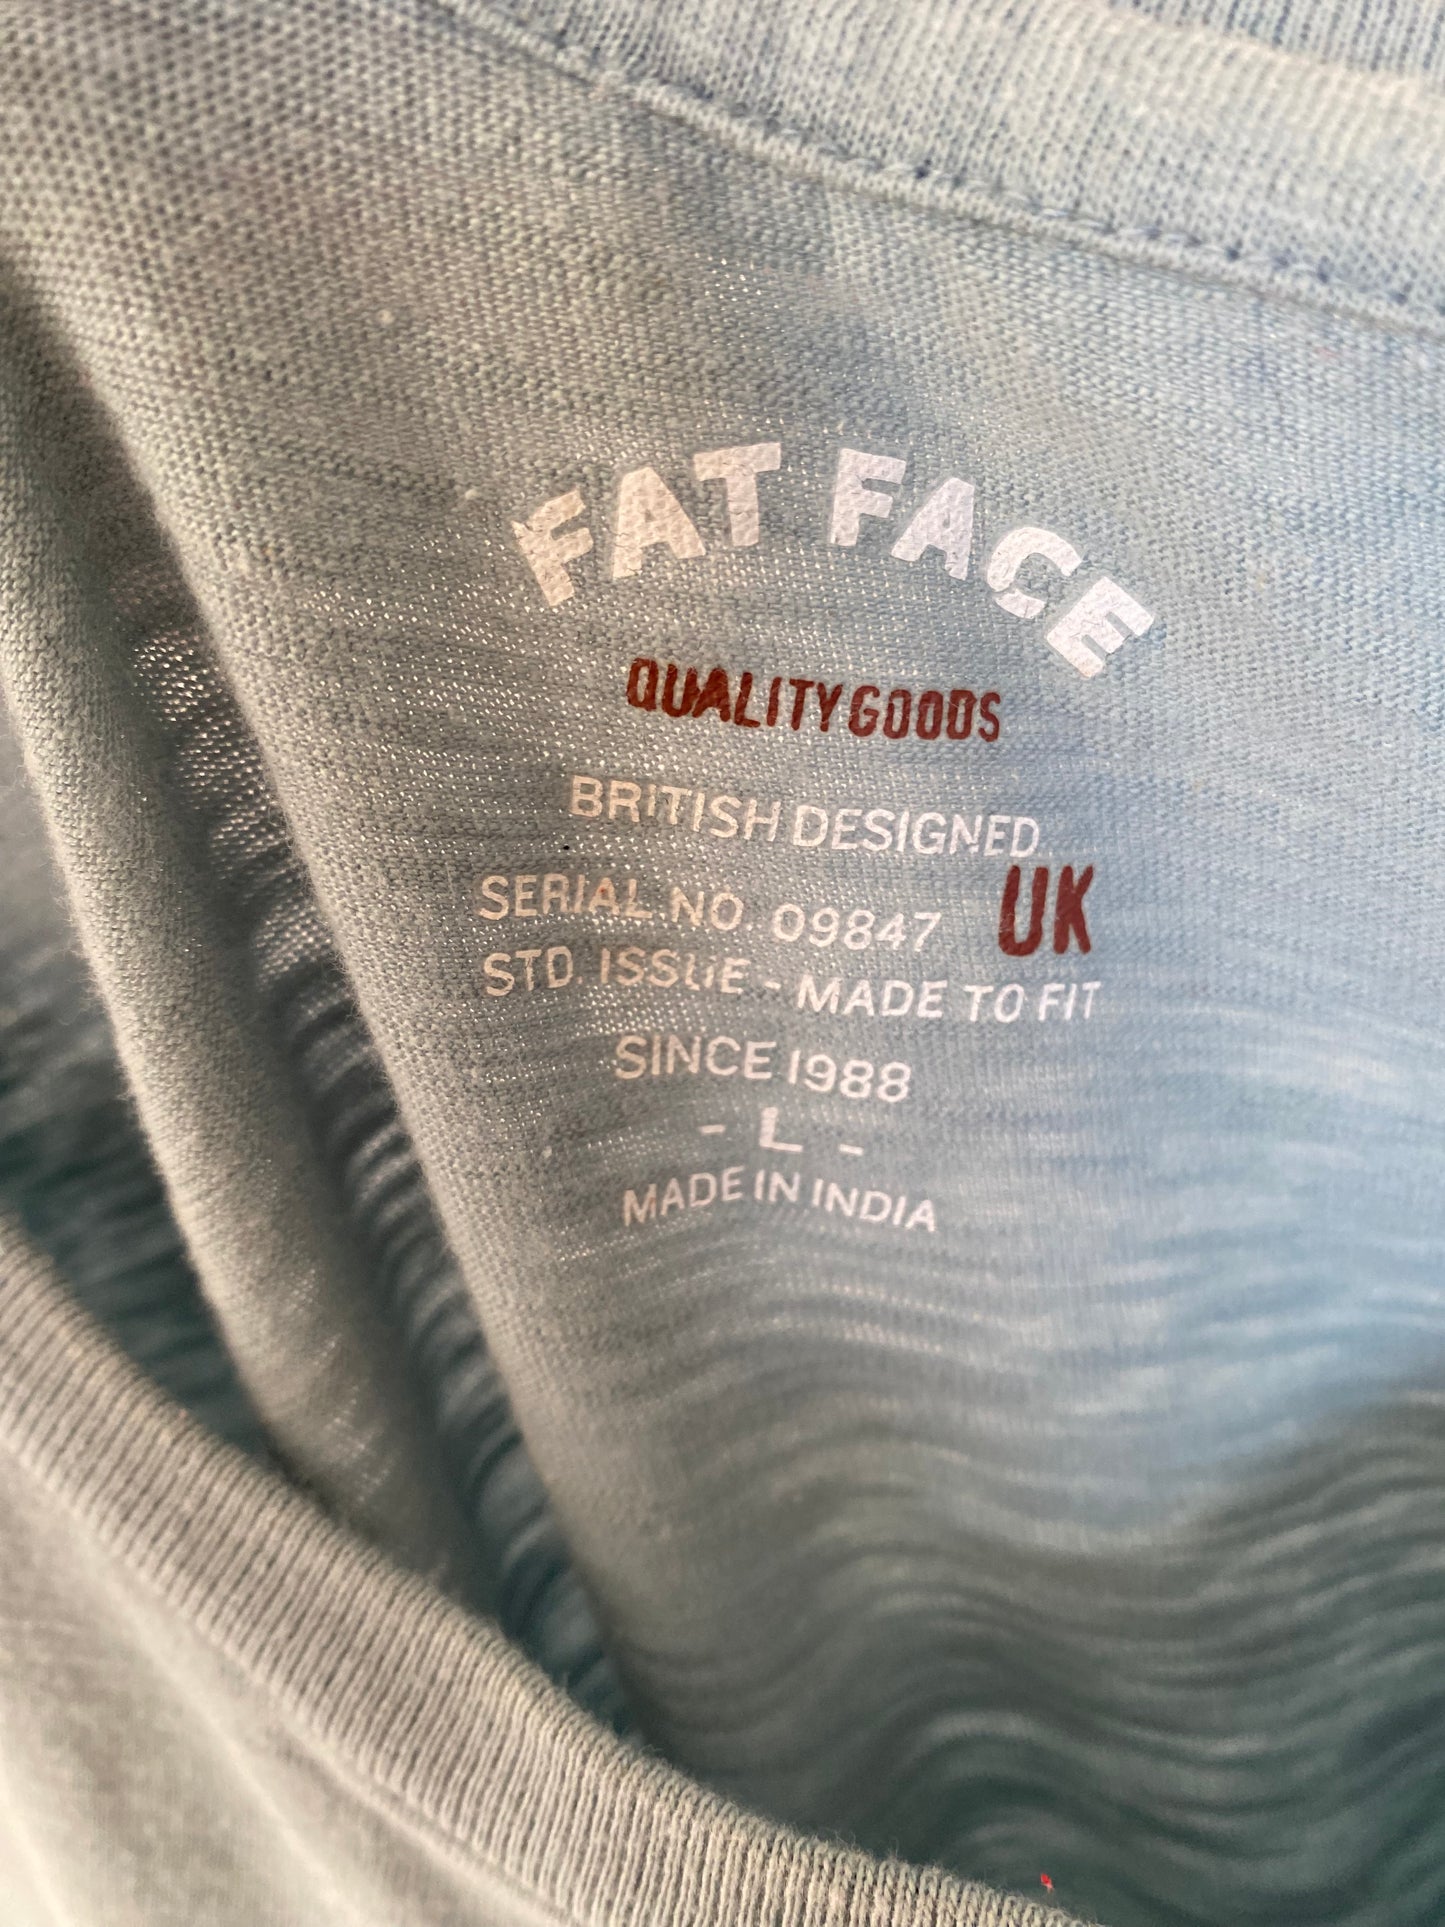 FAT FACE
QUALITY GOODS
BRITISH DESIGNED
SERIAL NO. 09847 UK
STD. ISSUE - MADE TO FIT
SINCE 1988
- L -
MADE IN INDIA